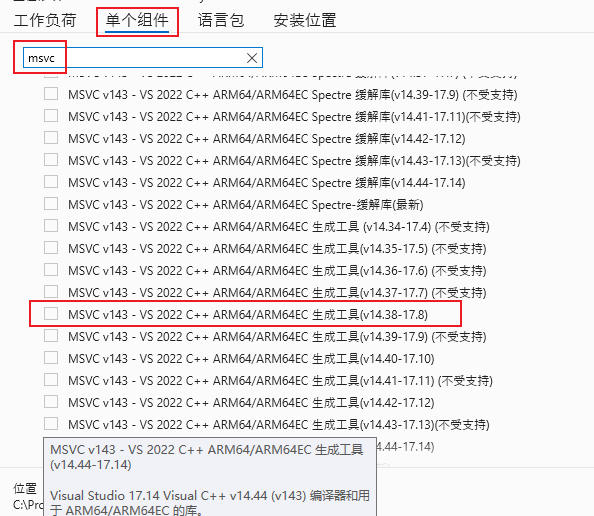 工作负荷 单个组件 语言包 安装位置
msvc
MSVC v143 - VS 2022 C++ ARM64/ARM64EC Spectre 缓解库(v14.39-17.9) (不受支持)
MSVC v143 - VS 2022 C++ ARM64/ARM64EC Spectre 缓解库(v14.41-17.11)(不受支持)
MSVC v143 - VS 2022 C++ ARM64/ARM64EC Spectre 缓解库(v14.42-17.12)
MSVC v143 - VS 2022 C++ ARM64/ARM64EC Spectre 缓解库(v14.43-17.13)(不受支持)
MSVC v143 - VS 2022 C++ ARM64/ARM64EC Spectre 缓解库(v14.44-17.14)
MSVC v143 - VS 2022 C++ ARM64/ARM64EC Spectre-缓解库(最新)
MSVC v143 - VS 2022 C++ ARM64/ARM64EC 生成工具 (v14.34-17.4) (不受支持)
MSVC v143 - VS 2022 C++ ARM64/ARM64EC 生成工具(v14.35-17.5) (不受支持)
MSVC v143 - VS 2022 C++ ARM64/ARM64EC 生成工具(v14.36-17.6) (不受支持)
MSVC v143 - VS 2022 C++ ARM64/ARM64EC 生成工具(v14.37-17.7) (不受支持)
MSVC v143 - VS 2022 C++ ARM64/ARM64EC 生成工具(v14.38-17.8)
MSVC v143 - VS 2022 C++ ARM64/ARM64EC 生成工具(v14.39-17.9) (不受支持)
MSVC v143 - VS 2022 C++ ARM64/ARM64EC 生成工具(v14.40-17.10)
MSVC v143 - VS 2022 C++ ARM64/ARM64EC 生成工具(v14.41-17.11) (不受支持)
MSVC v143 - VS 2022 C++ ARM64/ARM64EC 生成工具(v14.42-17.12)
MSVC v143 - VS 2022 C++ ARM64/ARM64EC 生成工具(v14.43-17.13)(不受支持)
.44-17.14)
MSVC v143 - VS 2022 C++ ARM64/ARM64EC 生成工具
(v14.44-17.14)
Visual Studio 17.14 Visual C++ v14.44 (v143) 编译器和用
于 ARM64/ARM64EC 的库。
位置
C:\Pro